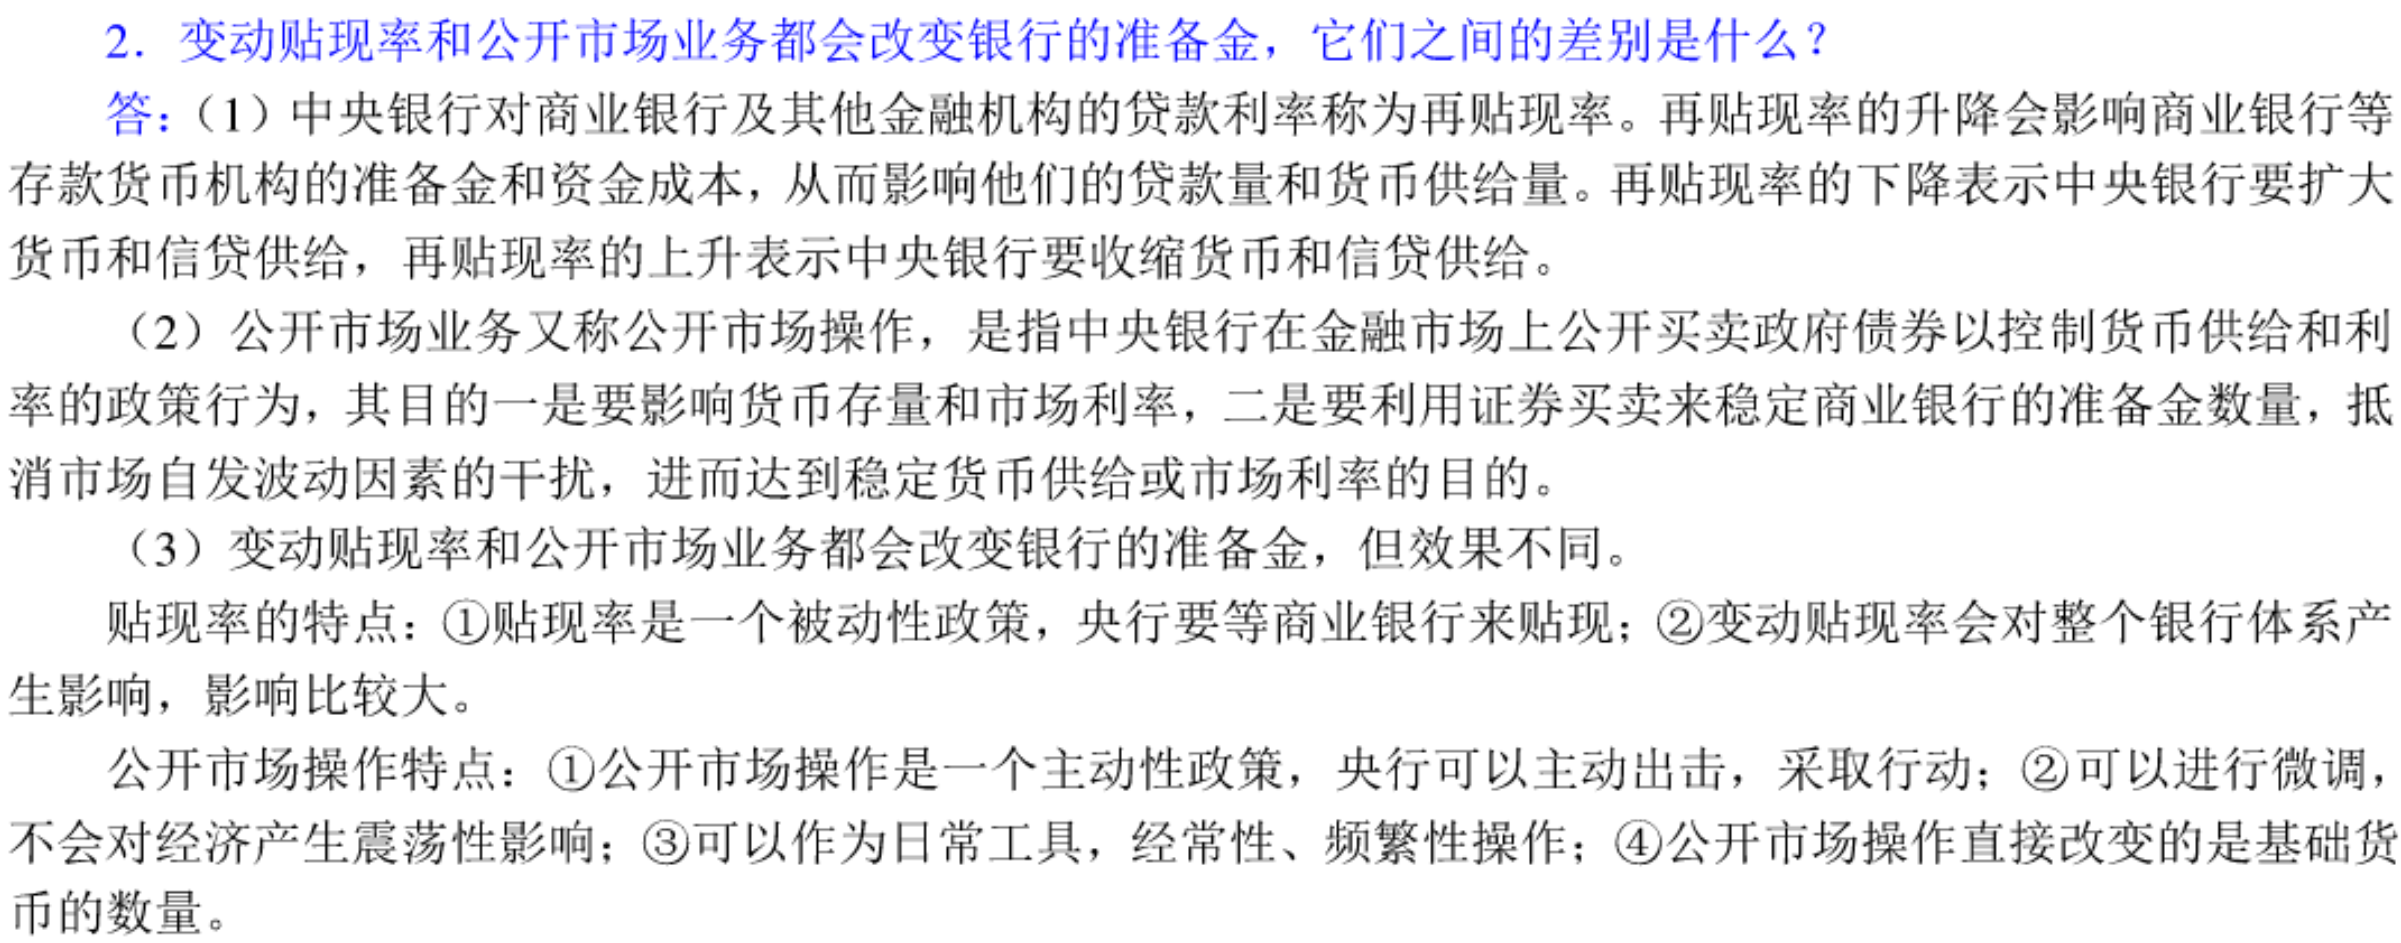 2．变动贴现率和公开市场业务都会改变银行的准备金，它们之间的差别是什么？
答：（1）中央银行对商业银行及其他金融机构的贷款利率称为再贴现率。再贴现率的升降会影响商业银行等
存款货币机构的准备金和资金成本，从而影响他们的贷款量和货币供给量。再贴现率的下降表示中央银行要扩大
货币和信贷供给，再贴现率的上升表示中央银行要收缩货币和信贷供给。
（2）公开市场业务又称公开市场操作，是指中央银行在金融市场上公开买卖政府债券以控制货币供给和利
率的政策行为，其目的一是要影响货币存量和市场利率，二是要利用证券买卖来稳定商业银行的准备金数量，抵
消市场自发波动因素的干扰，进而达到稳定货币供给或市场利率的目的。
（3）变动贴现率和公开市场业务都会改变银行的准备金，但效果不同。
贴现率的特点：①贴现率是一个被动性政策，央行要等商业银行来贴现；②变动贴现率会对整个银行体系产
生影响，影响比较大。
公开市场操作特点：①公开市场操作是一个主动性政策，央行可以主动出击，采取行动；②可以进行微调，
不会对经济产生震荡性影响；③可以作为日常工具，经常性、频繁性操作；④公开市场操作直接改变的是基础货
币的数量。